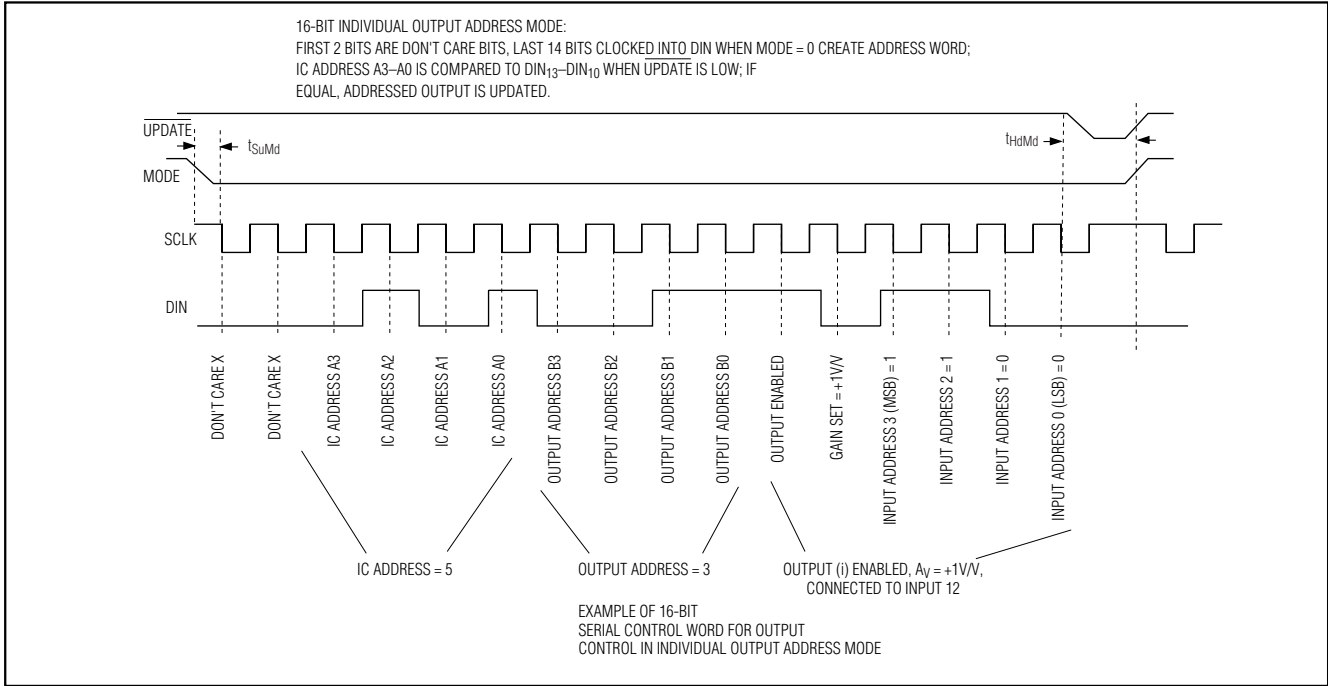 16-BIT INDIVIDUAL OUTPUT ADDRESS MODE:
FIRST 2 BITS ARE DON'T CARE BITS, LAST 14 BITS CLOCKED INTO DIN WHEN MODE = 0 CREATE ADDRESS WORD;
IC ADDRESS A3–A0 IS COMPARED TO DIN13–DIN10 WHEN UPDATE IS LOW; IF
EQUAL, ADDRESSED OUTPUT IS UPDATED.
UPDATE
tSuMd
tHdMd
MODE
SCLK
DIN
DON'T CARE X
DON'T CARE X
IC ADDRESS A3
IC ADDRESS A2
IC ADDRESS A1
IC ADDRESS A0
OUTPUT ADDRESS B3
OUTPUT ADDRESS B2
OUTPUT ADDRESS B1
OUTPUT ADDRESS B0
OUTPUT ENABLED
GAIN SET = +1V/V
INPUT ADDRESS 3 (MSB) = 1
INPUT ADDRESS 2 = 1
INPUT ADDRESS 1 = 0
INPUT ADDRESS 0 (LSB) = 0
IC ADDRESS = 5
OUTPUT ADDRESS = 3
OUTPUT (i) ENABLED, AV = +1V/V,
CONNECTED TO INPUT 12
EXAMPLE OF 16-BIT
SERIAL CONTROL WORD FOR OUTPUT
CONTROL IN INDIVIDUAL OUTPUT ADDRESS MODE